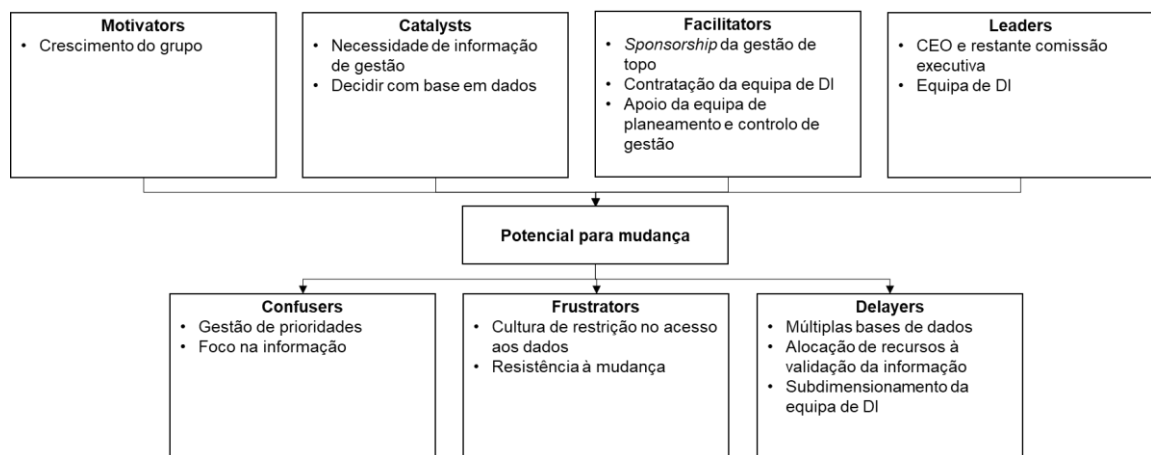 Motivators
• Crescimento do grupo
Catalysts
• Necessidade de informação
de gestão
• Decidir com base em dados
Facilitators
• Sponsorship da gestão de
topo
• Contratação da equipa de DI
• Apoio da equipa de
planeamento e controlo de
gestão
Leaders
• CEO e restante comissão
executiva
• Equipa de DI
Potencial para mudança
Confusers
• Gestão de prioridades
• Foco na informação
Frustrators
• Cultura de restrição no acesso
aos dados
• Resistência à mudança
Delayers
• Múltiplas bases de dados
• Alocação de recursos à
validação da informação
• Subdimensionamento da
equipa de DI